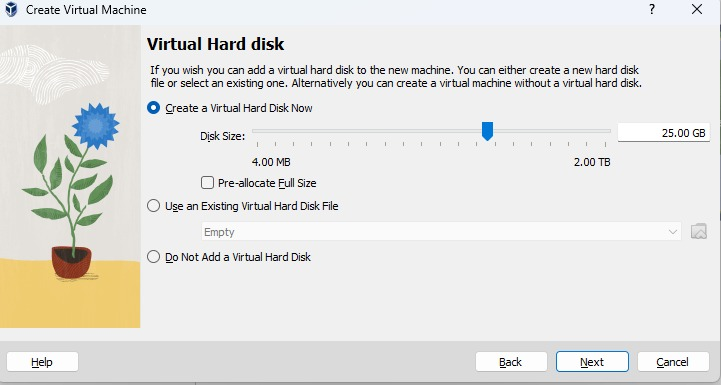 Create Virtual Machine
?
Virtual Hard disk
If you wish you can add a virtual hard disk to the new machine. You can either create a new hard disk
file or select an existing one. Alternatively you can create a virtual machine without a virtual hard disk.
Create a Virtual Hard Disk Now
Disk Size:
25.00 GB
4.00 MB
2.00 TB
Pre-allocate Full Size
Use an Existing Virtual Hard Disk File
Empty
Do Not Add a Virtual Hard Disk
Help
Back
Next
Cancel